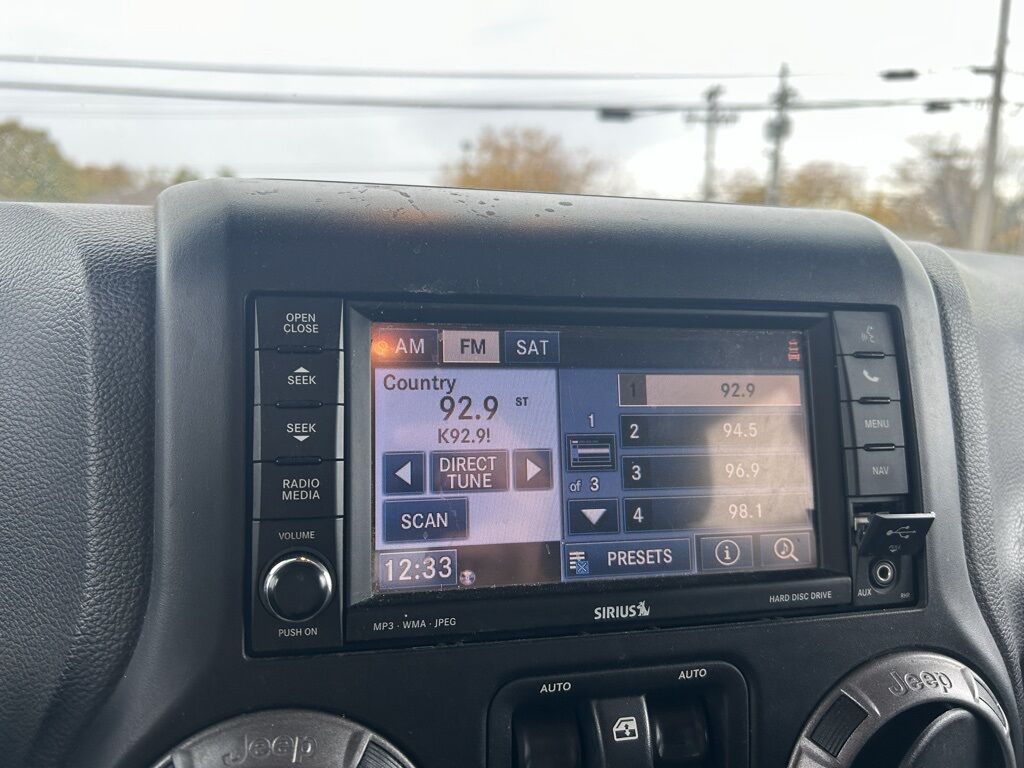 OPEN
CLOSE
SEEK
SEEK
RADIO
MEDIA
VOLUME
PUSH ON
AM
FM
SAT
Country
92.9 ST
K92.9!
DIRECT
TUNE
SCAN
12:33
1
of 3
1 92.9
2 94.5
3 96.9
4 98.1
PRESETS
MENU
NAV
MP3 · WMA · JPEG
SIRIUS
HARD DISC DRIVE
AUX
RHR
AUTO
AUTO
Jeep
Jeep